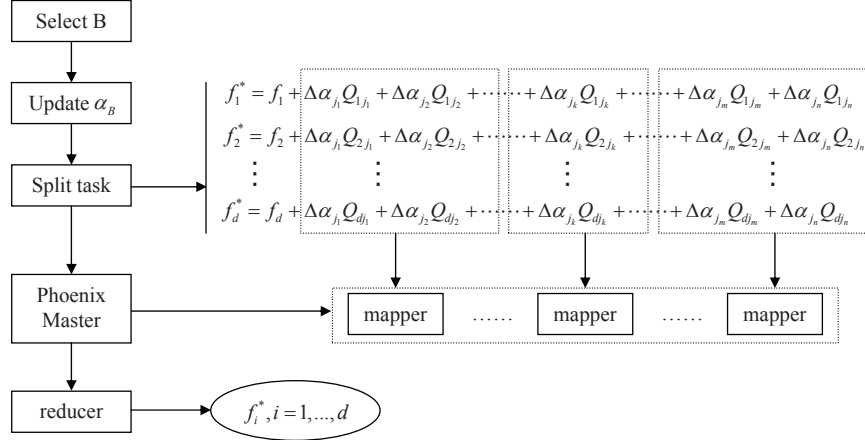 Select B
Update α_B
Split task
Phoenix
Master
reducer
f_1^* = f_1 + Δα_{j_1}Q_{1j_1} + Δα_{j_2}Q_{1j_2} + ······ + Δα_{j_k}Q_{1j_k} + ······ + Δα_{j_m}Q_{1j_m} + Δα_{j_n}Q_{1j_n}
f_2^* = f_2 + Δα_{j_1}Q_{2j_1} + Δα_{j_2}Q_{2j_2} + ······ + Δα_{j_k}Q_{2j_k} + ······ + Δα_{j_m}Q_{2j_m} + Δα_{j_n}Q_{2j_n}
⋮ ⋮ ⋮ ⋮
f_d^* = f_d + Δα_{j_1}Q_{dj_1} + Δα_{j_2}Q_{dj_2} + ······ + Δα_{j_k}Q_{dj_k} + ······ + Δα_{j_m}Q_{dj_m} + Δα_{j_n}Q_{dj_n}
mapper ...... mapper ...... mapper
f_i^*, i = 1,...,d